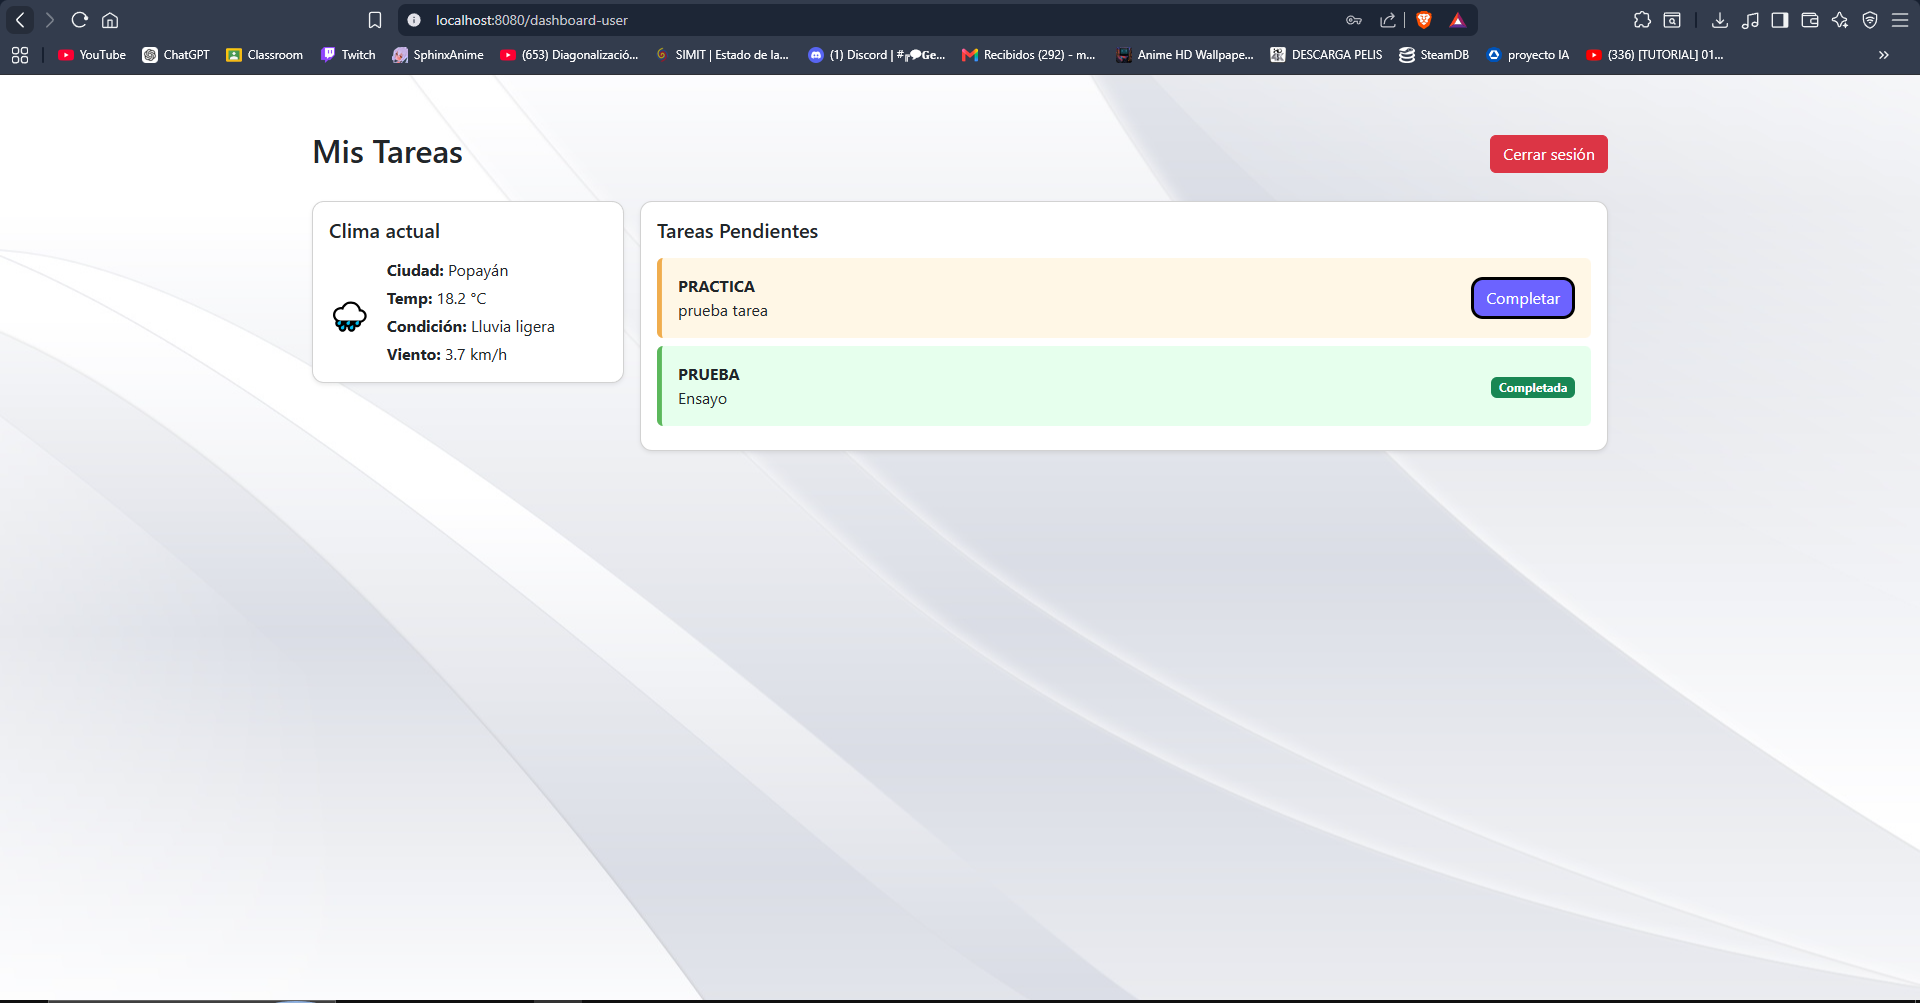 localhost:8080/dashboard-user
YouTube
ChatGPT
Classroom
Twitch
SphinxAnime
(653) Diagonalizació...
SIMIT | Estado de la...
(1) Discord | #╔💬Ge...
Recibidos (292) - m...
Anime HD Wallpape...
DESCARGA PELIS
SteamDB
proyecto IA
(336) [TUTORIAL] 01...
Mis Tareas
Cerrar sesión
Clima actual
Ciudad: Popayán
Temp: 18.2 °C
Condición: Lluvia ligera
Viento: 3.7 km/h
Tareas Pendientes
PRACTICA
prueba tarea
Completar
PRUEBA
Ensayo
Completada